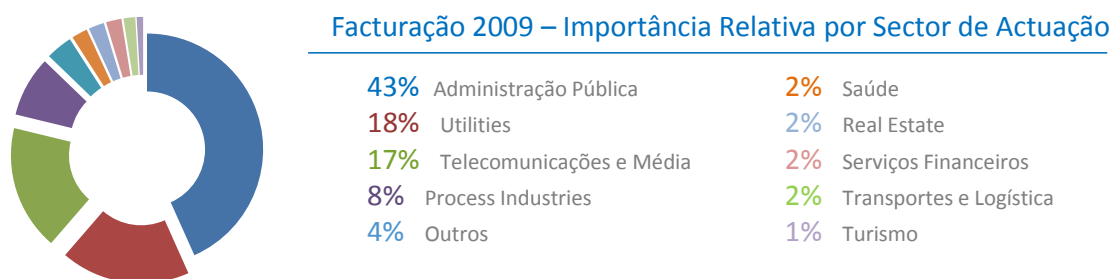 Facturação 2009 – Importância Relativa por Sector de Actuação
43% Administração Pública
18% Utilities
17% Telecomunicações e Média
8% Process Industries
4% Outros
2% Saúde
2% Real Estate
2% Serviços Financeiros
2% Transportes e Logística
1% Turismo